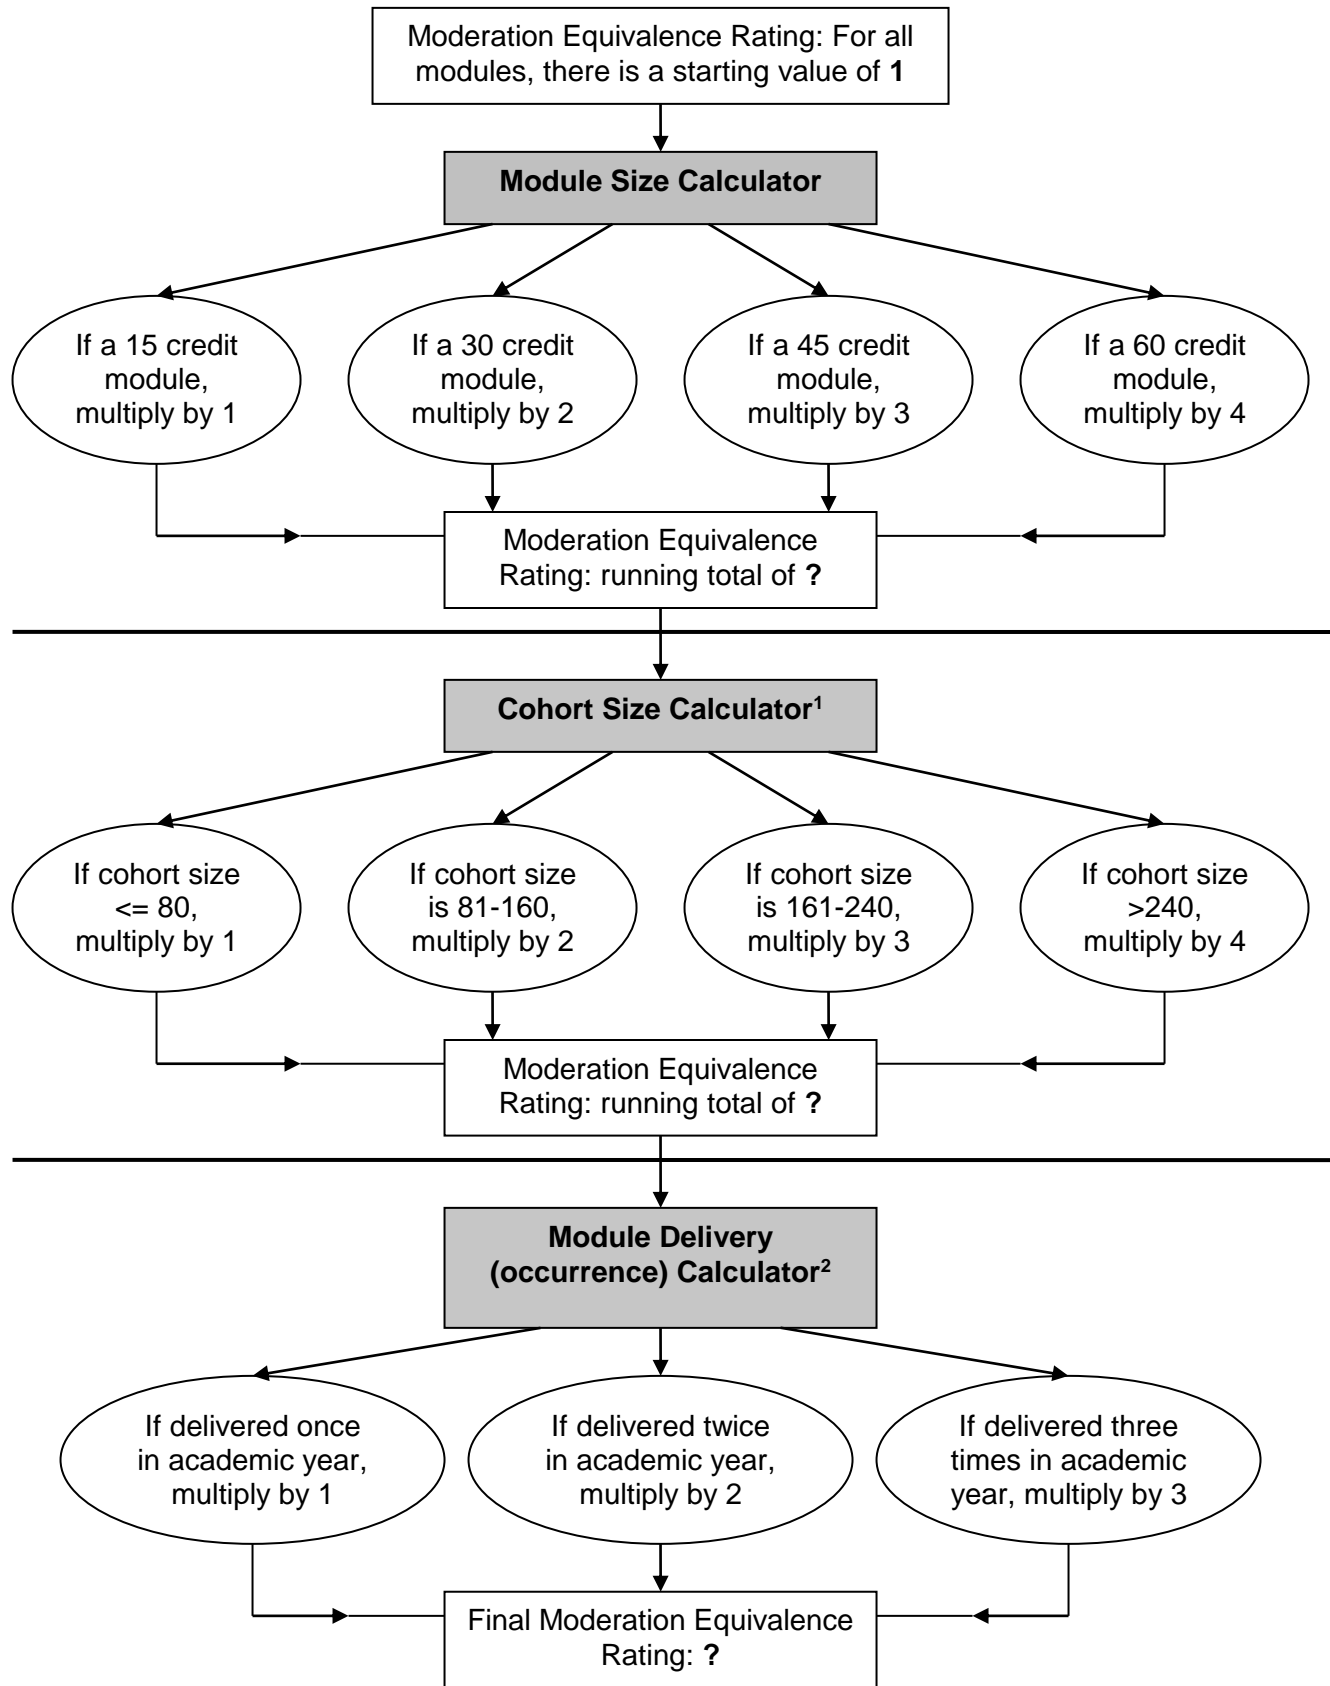 Moderation Equivalence Rating: For all
modules, there is a starting value of 1
Module Size Calculator
If a 15 credit
module,
multiply by 1
If a 30 credit
module,
multiply by 2
If a 45 credit
module,
multiply by 3
If a 60 credit
module,
multiply by 4
Moderation Equivalence
Rating: running total of ?
Cohort Size Calculator¹
If cohort size
<= 80,
multiply by 1
If cohort size
is 81-160,
multiply by 2
If cohort size
is 161-240,
multiply by 3
If cohort size
>240,
multiply by 4
Moderation Equivalence
Rating: running total of ?
Module Delivery
(occurrence) Calculator²
If delivered once
in academic year,
multiply by 1
If delivered twice
in academic year,
multiply by 2
If delivered three
times in academic
year, multiply by 3
Final Moderation Equivalence
Rating: ?